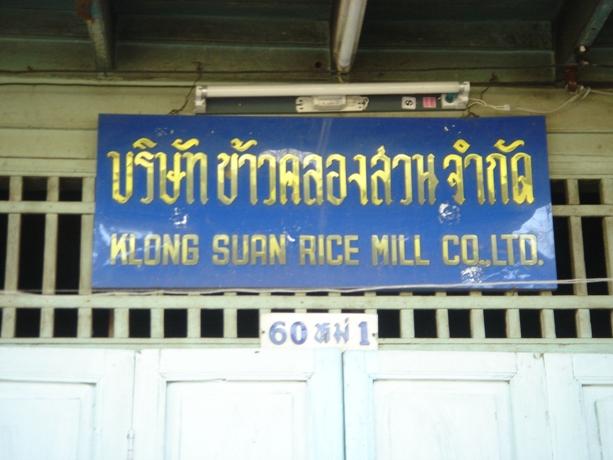 บริษัท ข้าวคลองสวน จำกัด
KLONG SUAN RICE MILL CO.,LTD.
60 หมู่ 1